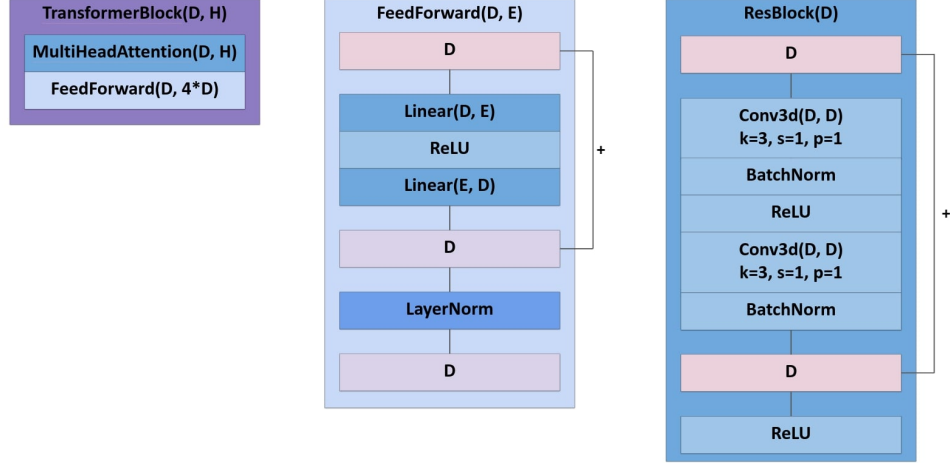 TransformerBlock(D, H)
MultiHeadAttention(D, H)
FeedForward(D, 4*D)
FeedForward(D, E)
D
Linear(D, E)
ReLU
Linear(E, D)
D
+
LayerNorm
D
ResBlock(D)
D
Conv3d(D, D)
k=3, s=1, p=1
BatchNorm
ReLU
Conv3d(D, D)
k=3, s=1, p=1
BatchNorm
D
+
ReLU